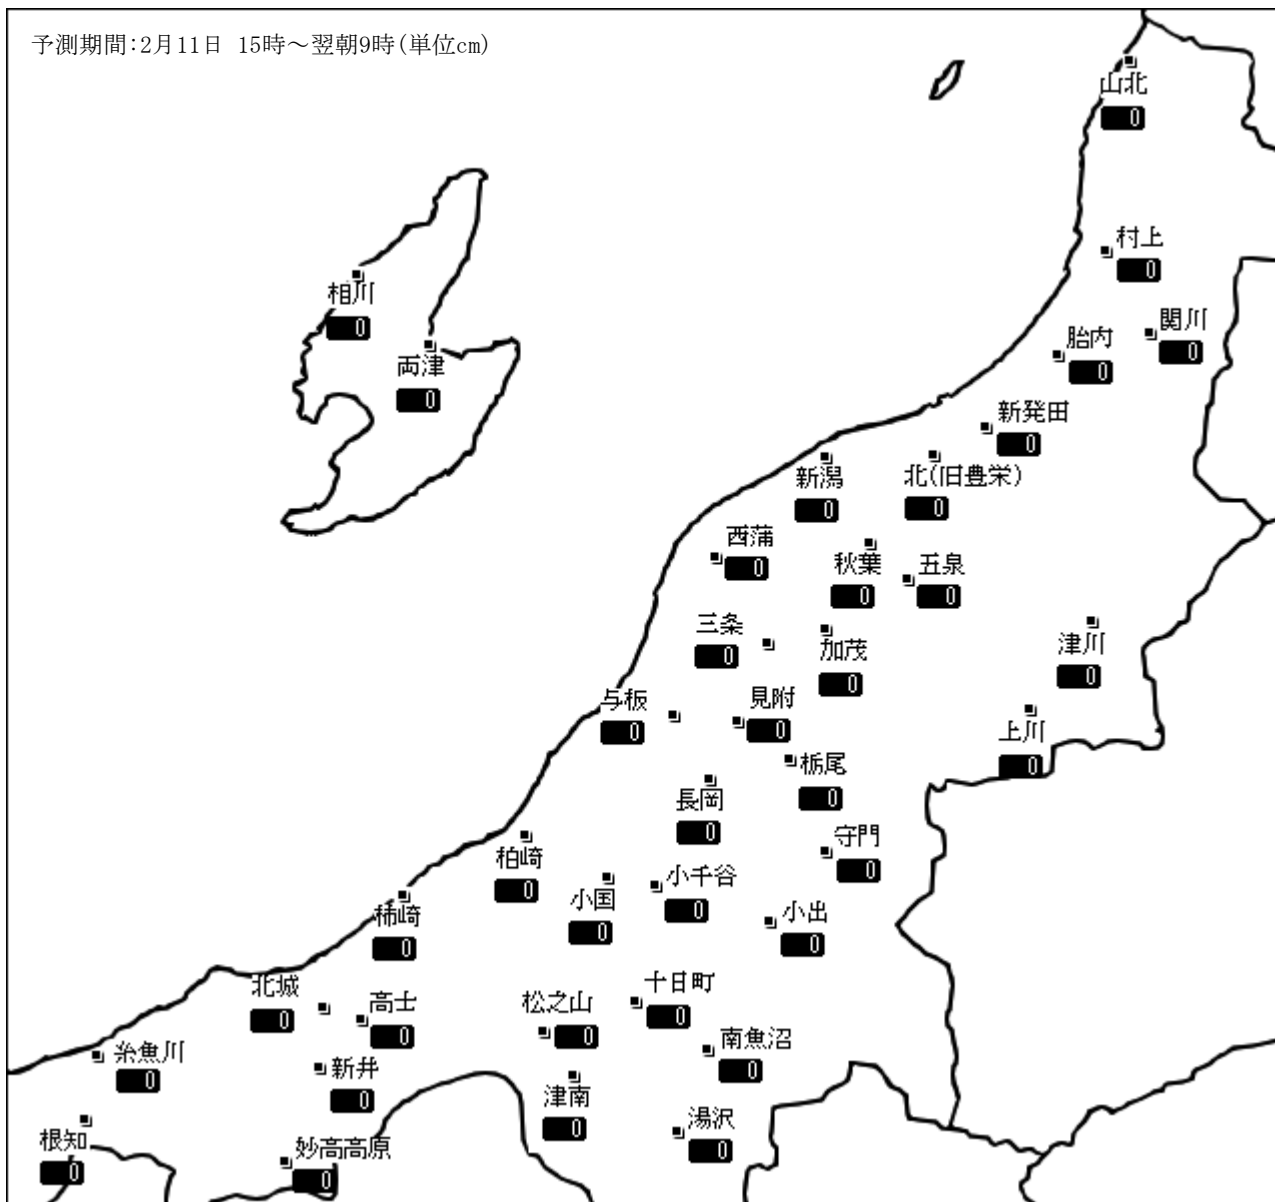 予測期間:2月11日 15時～翌朝9時(単位cm)
山北
0
村上
0
相川
0
関川
0
胎内
0
両津
0
新発田
0
新潟
0
北(旧豊栄)
0
西蒲
0
秋葉
0
五泉
0
三条
0
加茂
0
津川
0
与板
0
見附
0
上川
0
栃尾
0
長岡
0
守門
0
柏崎
0
小国
0
小千谷
0
小出
0
柿崎
0
北城
0
高士
0
松之山
0
十日町
0
南魚沼
0
糸魚川
0
新井
0
津南
0
湯沢
0
根知
0
妙高高原
0